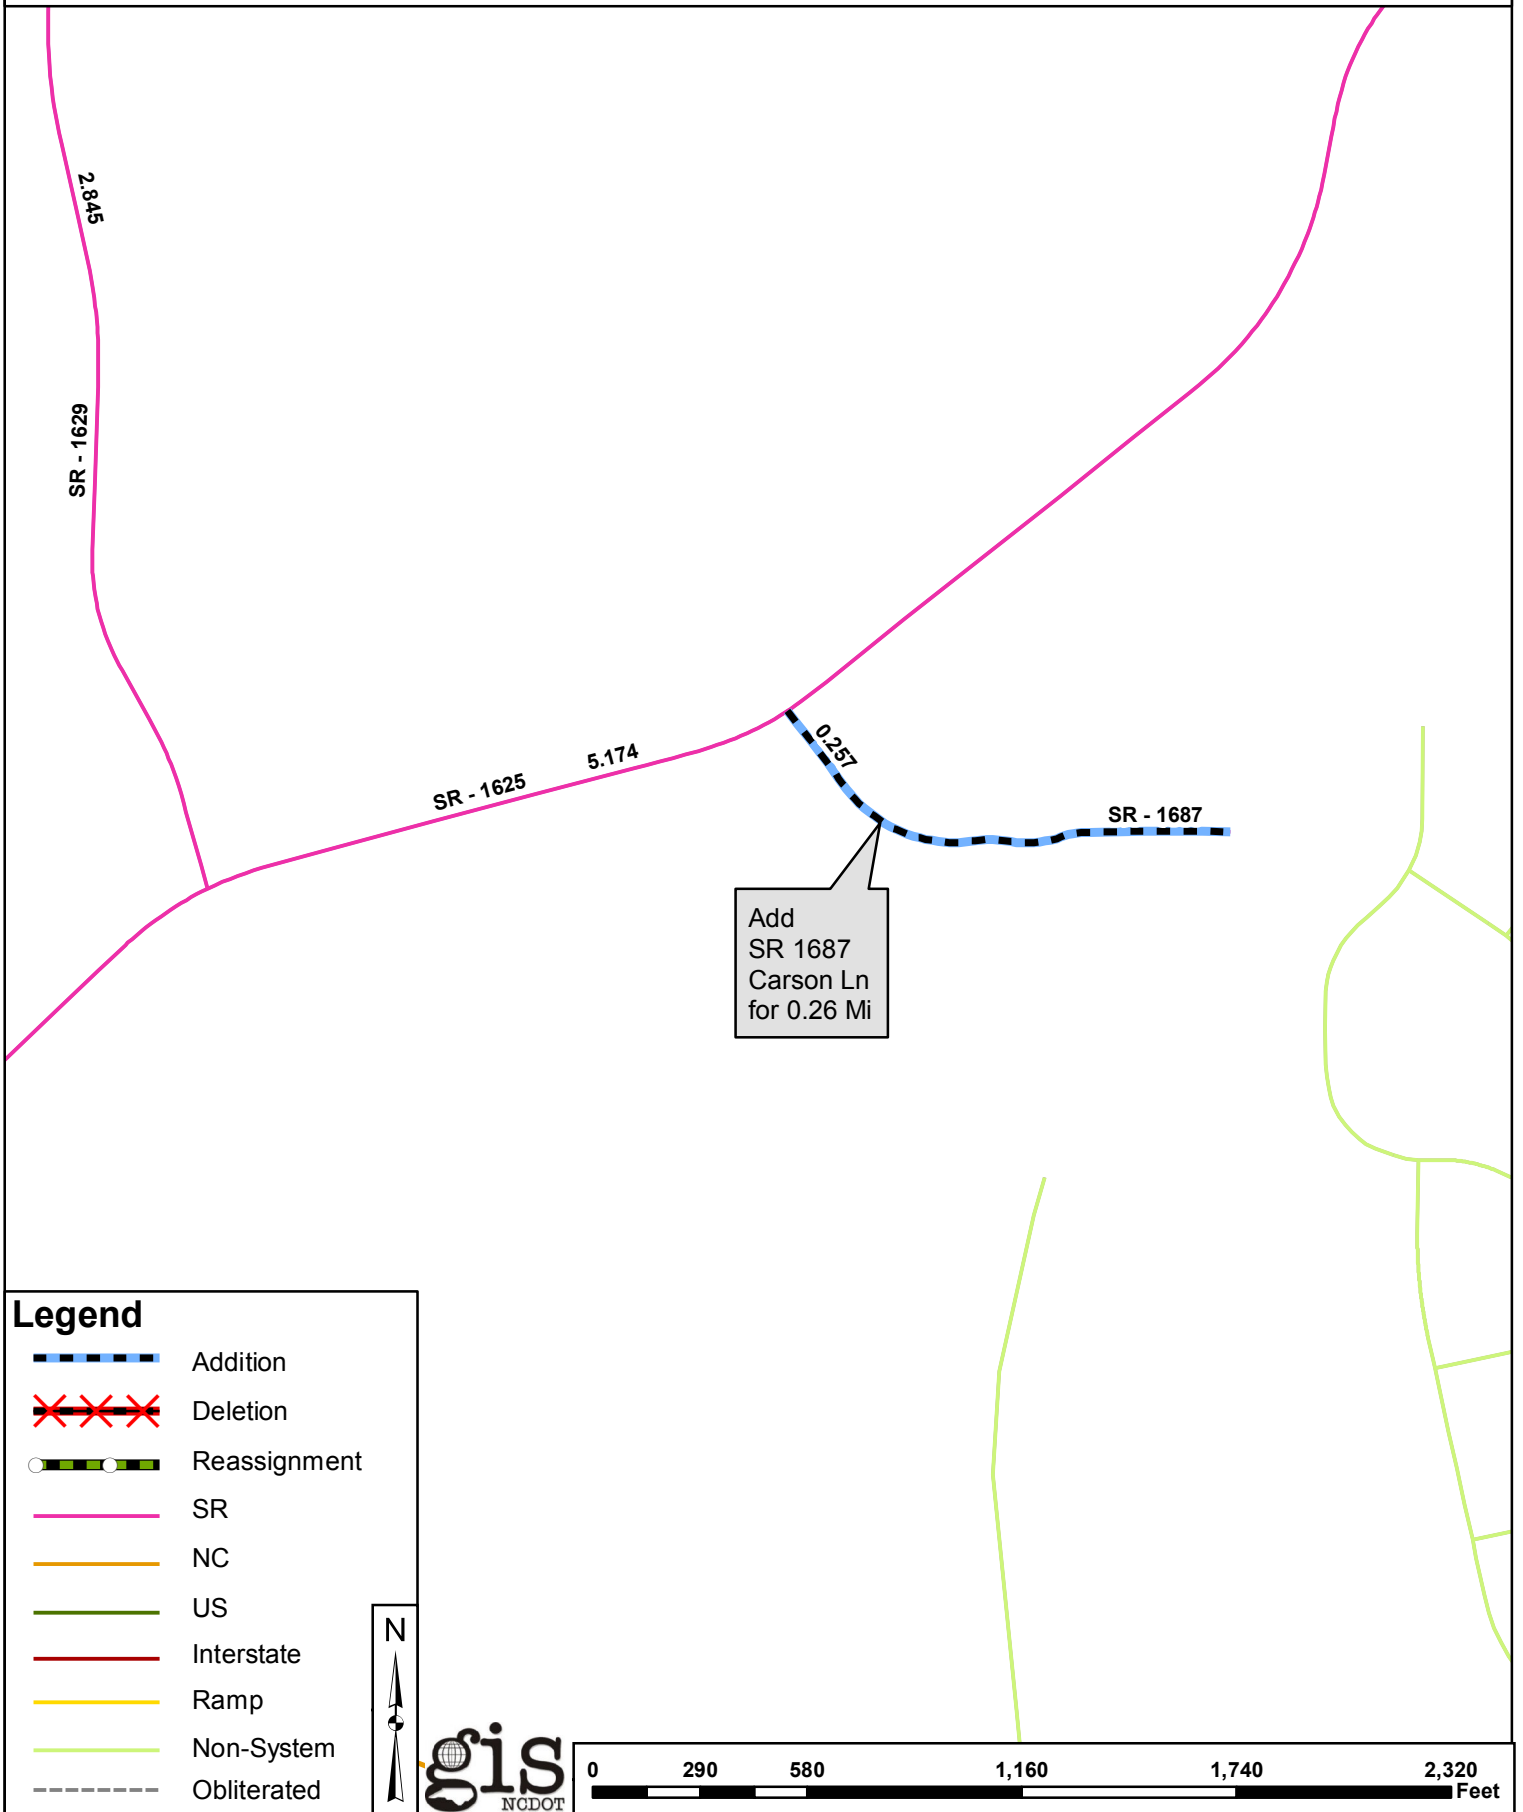 2.845
SR - 1629
SR - 1625
5.174
0.257
SR - 1687
Add
SR 1687
Carson Ln
for 0.26 Mi
Legend
Addition
Deletion
Reassignment
SR
NC
US
Interstate
Ramp
Non-System
Obliterated
N
gis
NCDOT
0 290 580 1,160 1,740 2,320
Feet